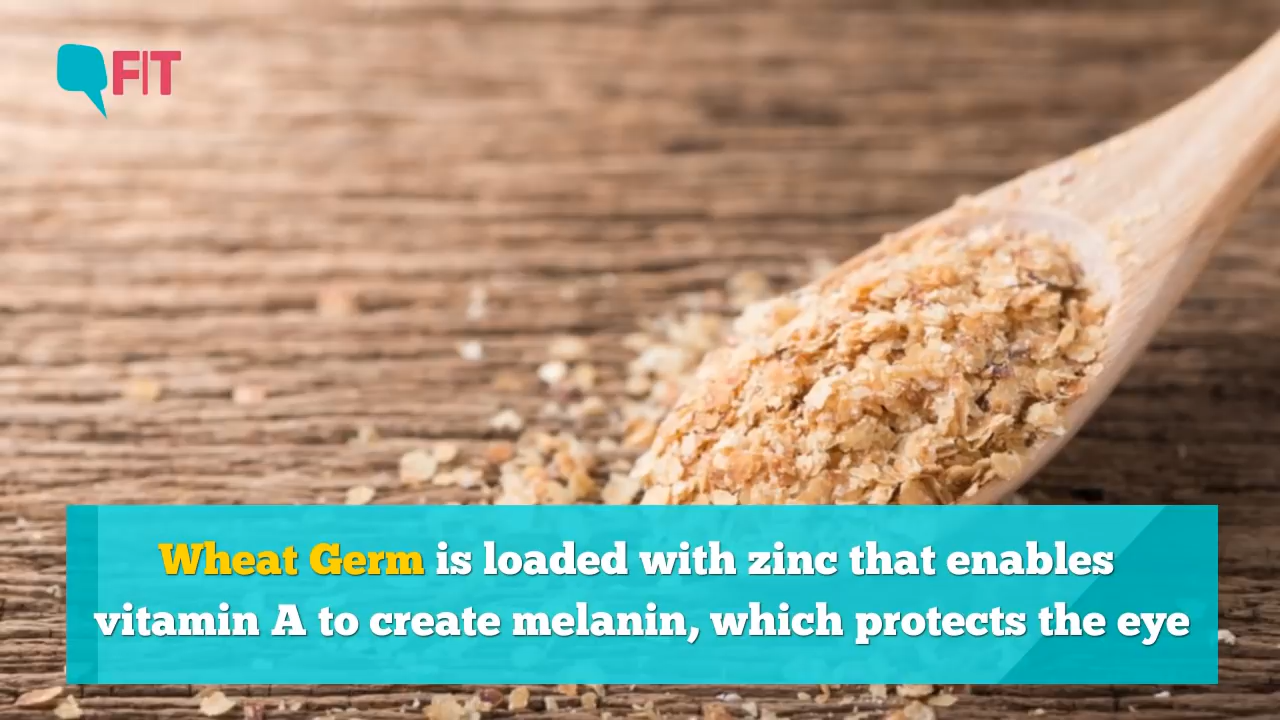 FIT
Wheat Germ is loaded with zinc that enables
vitamin A to create melanin, which protects the eye